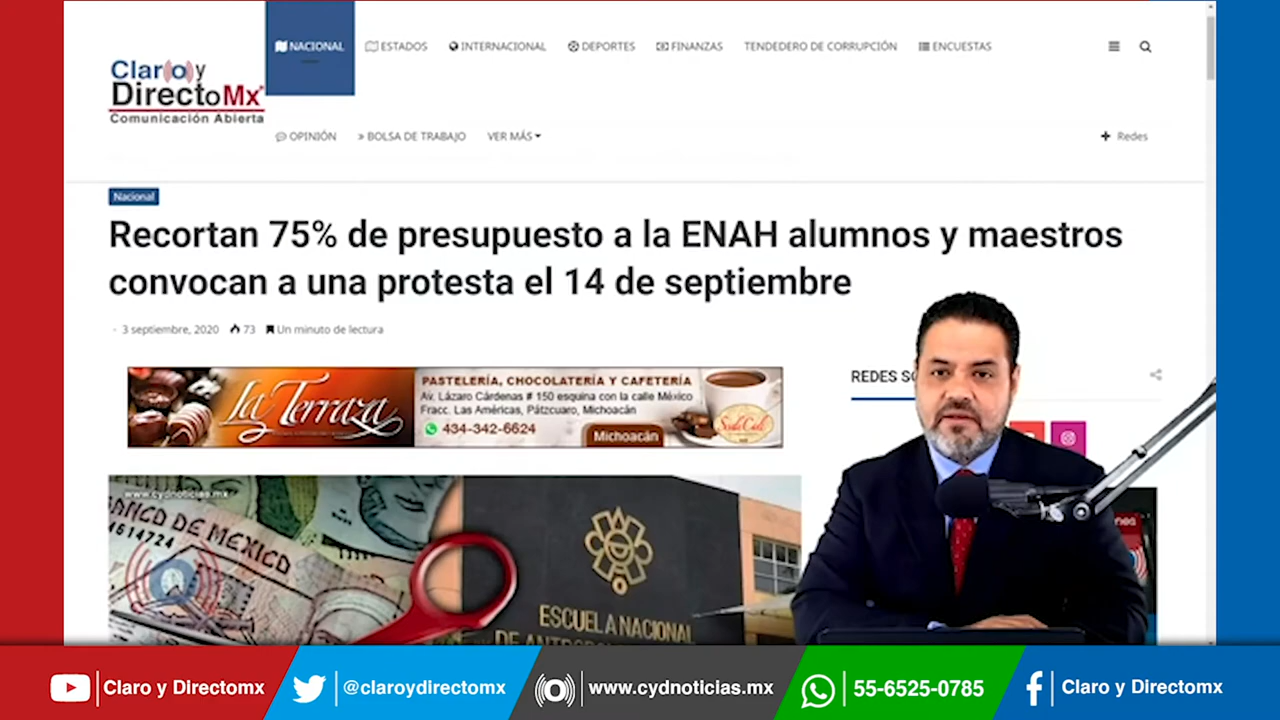 NACIONAL
ESTADOS
INTERNACIONAL
DEPORTES
FINANZAS
TENDEDERO DE CORRUPCIÓN
ENCUESTAS
Claro y
DirectoMx
Comunicación Abierta
OPINIÓN
» BOLSA DE TRABAJO
VER MÁS
+ Redes
Nacional
Recortan 75% de presupuesto a la ENAH alumnos y maestros
convocan a una protesta el 14 de septiembre
- 3 septiembre, 2020 73 Un minuto de lectura
REDES
La Terraza
PASTELERÍA, CHOCOLATERÍA Y CAFETERÍA
Av. Lázaro Cárdenas # 150 esquina con la calle México
Fracc. Las Américas, Pátzcuaro, Michoacán
434-342-6624
Michoacán
www.cydnoticias.mx
BANCO DE MEXICO
4614724
ESCUELA NACIONAL
Claro y Directomx
@claroydirectomx
www.cydnoticias.mx
55-6525-0785
Claro y Directomx